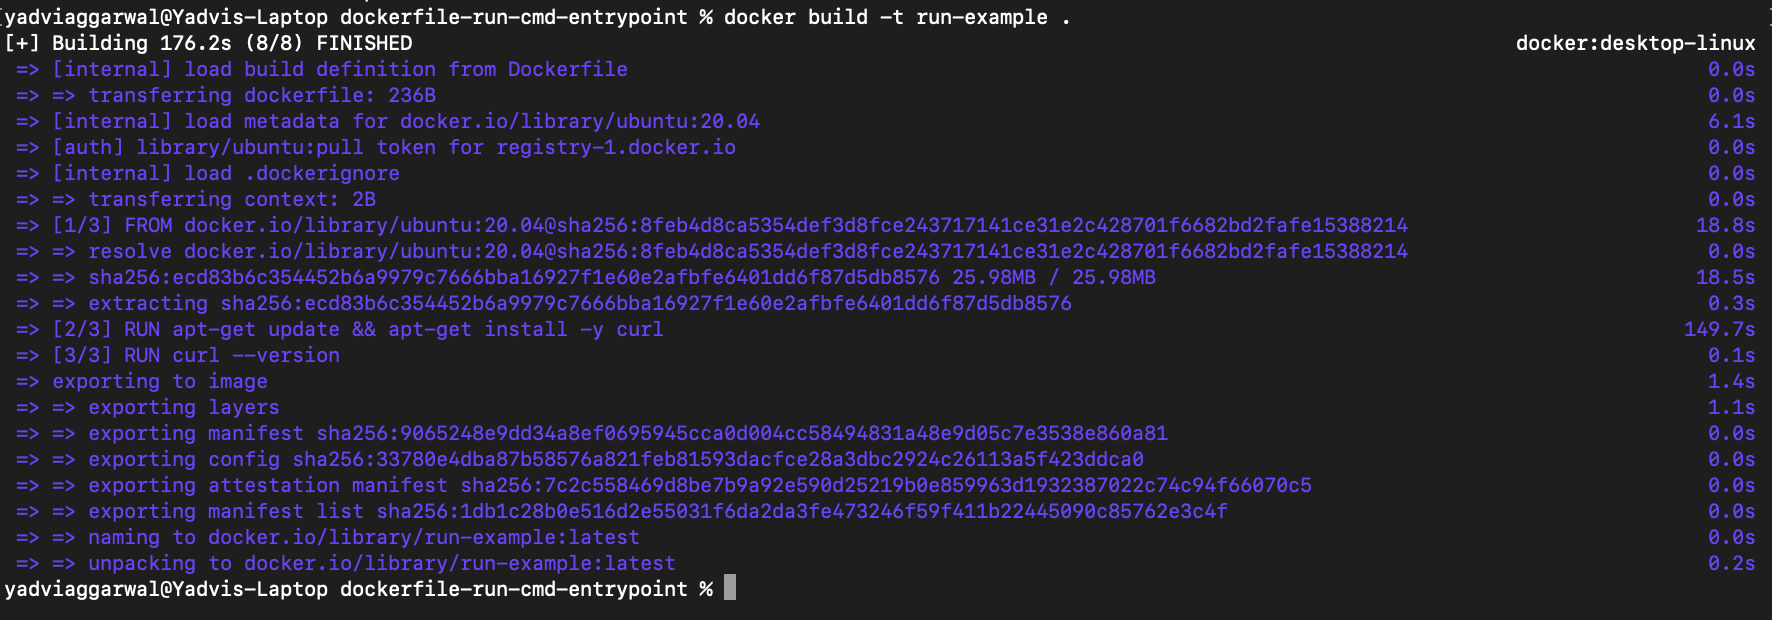 yadviaggarwal@Yadvis-Laptop dockerfile-run-cmd-entrypoint % docker build -t run-example .
[+] Building 176.2s (8/8) FINISHED docker:desktop-linux
=> [internal] load build definition from Dockerfile 0.0s
=> => transferring dockerfile: 236B 0.0s
=> [internal] load metadata for docker.io/library/ubuntu:20.04 6.1s
=> [auth] library/ubuntu:pull token for registry-1.docker.io 0.0s
=> [internal] load .dockerignore 0.0s
=> => transferring context: 2B 0.0s
=> [1/3] FROM docker.io/library/ubuntu:20.04@sha256:8feb4d8ca5354def3d8fce243717141ce31e2c428701f6682bd2fafe15388214 18.8s
=> => resolve docker.io/library/ubuntu:20.04@sha256:8feb4d8ca5354def3d8fce243717141ce31e2c428701f6682bd2fafe15388214 0.0s
=> => sha256:ecd83b6c354452b6a9979c7666bba16927f1e60e2afbfe6401dd6f87d5db8576 25.98MB / 25.98MB 18.5s
=> => extracting sha256:ecd83b6c354452b6a9979c7666bba16927f1e60e2afbfe6401dd6f87d5db8576 0.3s
=> [2/3] RUN apt-get update && apt-get install -y curl 149.7s
=> [3/3] RUN curl --version 0.1s
=> exporting to image 1.4s
=> => exporting layers 1.1s
=> => exporting manifest sha256:9065248e9dd34a8ef0695945cca0d004cc58494831a48e9d05c7e3538e860a81 0.0s
=> => exporting config sha256:33780e4dba87b58576a821feb81593dacfce28a3dbc2924c26113a5f423ddca0 0.0s
=> => exporting attestation manifest sha256:7c2c558469d8be7b9a92e590d25219b0e859963d1932387022c74c94f66070c5 0.0s
=> => exporting manifest list sha256:1db1c28b0e516d2e55031f6da2da3fe473246f59f411b22445090c85762e3c4f 0.0s
=> => naming to docker.io/library/run-example:latest 0.0s
=> => unpacking to docker.io/library/run-example:latest 0.2s
yadviaggarwal@Yadvis-Laptop dockerfile-run-cmd-entrypoint %